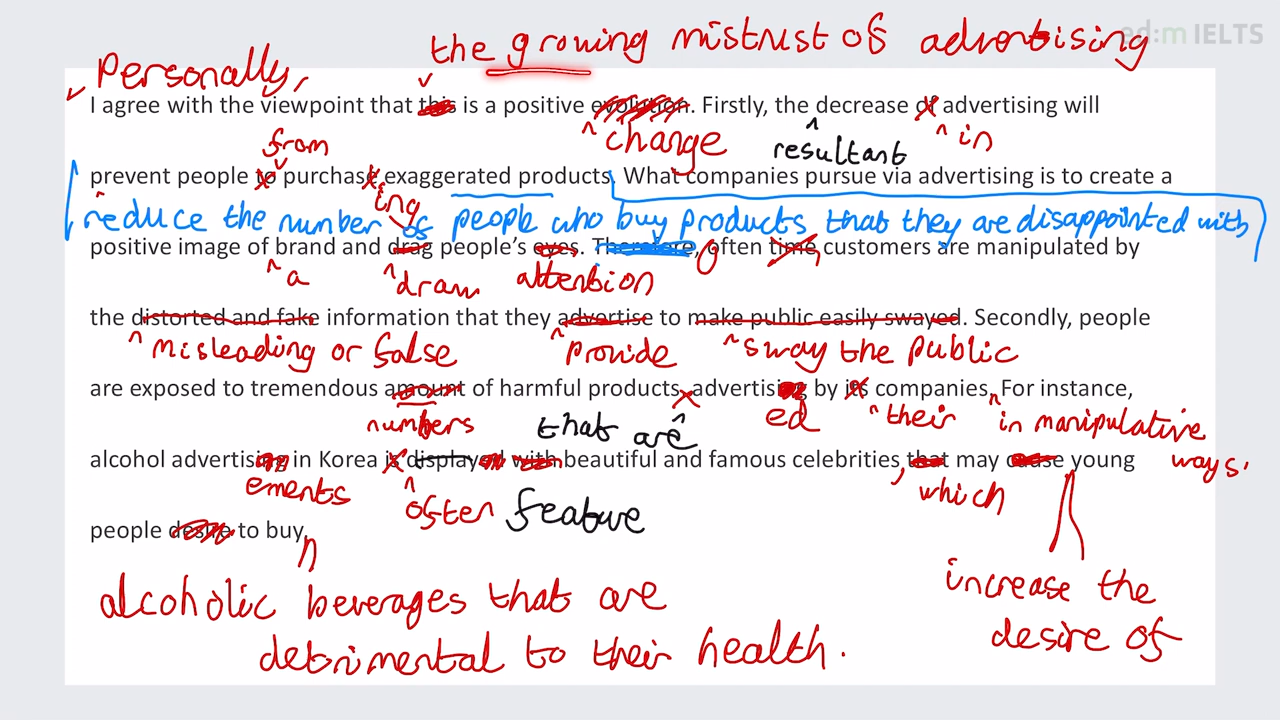 ed:m IELTS
the growing mistrust of advertising
Personally,
I agree with the viewpoint that this is a positive evolution. Firstly, the decrease of advertising will
from
change
resultant
in
prevent people to purchase exaggerated products. What companies pursue via advertising is to create a
ing
reduce the number of people who buy products that they are disappointed with
positive image of brand and drag people's eyes. Therefore, often time customers are manipulated by
a
draw
attention
O
the distorted and fake information that they advertise to make public easily swayed. Secondly, people
misleading or false
provide
sway the public
are exposed to tremendous amount of harmful products advertising by its companies. For instance,
numbers
that are
ed
their
in manipulative
ways.
alcohol advertising in Korea is displayed with beautiful and famous celebrities that may cause young
ements
often feature
, which
people desire to buy.
increase the
desire of
alcoholic beverages that are
detrimental to their health.